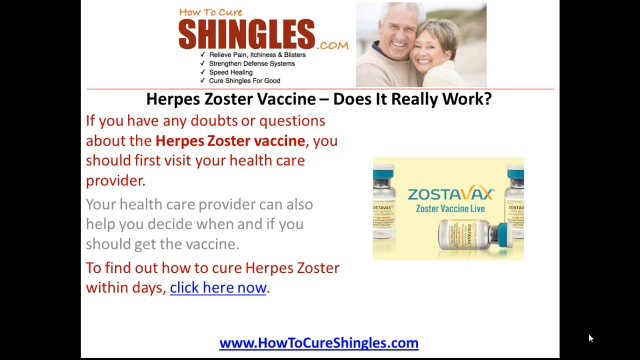 How To Cure
SHINGLES.COM
✓ Relieve Pain, Itchiness & Blisters
✓ Strengthen Defense Systems
✓ Speed Healing
✓ Cure Shingles For Good
Herpes Zoster Vaccine – Does It Really Work?
If you have any doubts or questions
about the Herpes Zoster vaccine, you
should first visit your health care
provider.
Your health care provider can also
help you decide when and if you
should get the vaccine.
To find out how to cure Herpes Zoster
within days, click here now.
ZOSTAVAX
Zoster Vaccine Live
www.HowToCureShingles.com